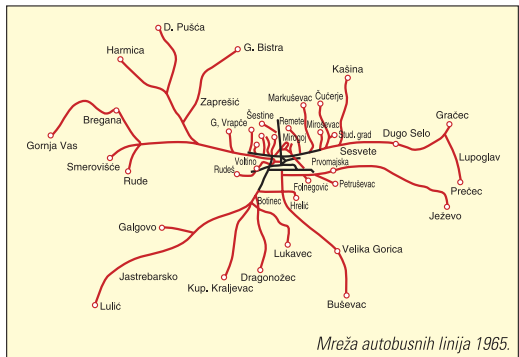 D. Pušća
G. Bistra
Harmica
Kašina
Zaprešić
Markuševac
Čučerje
Gračec
Bregana
Šestine
Remete
G, Vrapče
Miroševac
Mirogoj
Stud. grad
Dugo Selo
Gornja Vas
Sesvete
Lupoglav
Smerovišće
Voltino
Prvomajska
Rudeš
Rude
Folnegović
Petruševac
Prečec
Botinec
Hrelić
Ježevo
Galgovo
Lukavec
Velika Gorica
Jastrebarsko
Dragonožec
Kup. Kraljevac
Lulić
Buševac
Mreža autobusnih linija 1965.